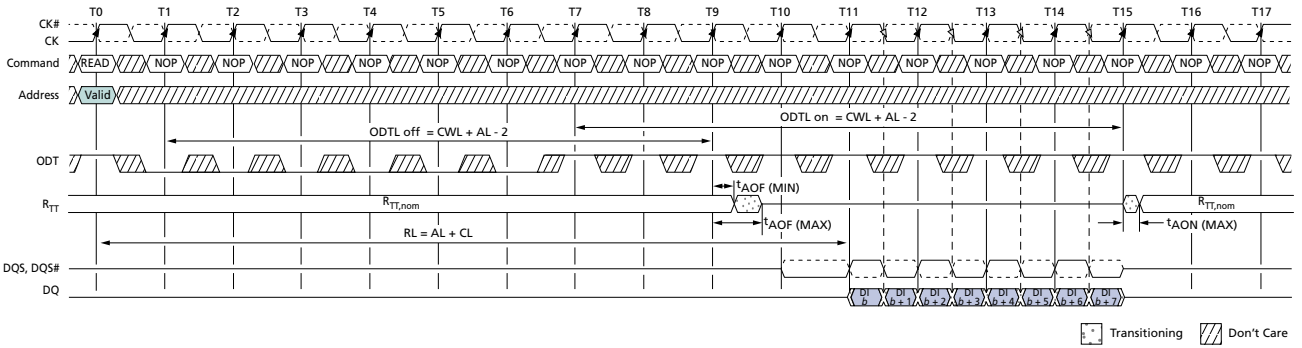 T0 T1 T2 T3 T4 T5 T6 T7 T8 T9 T10 T11 T12 T13 T14 T15 T16 T17
CK#
CK
Command READ NOP NOP NOP NOP NOP NOP NOP NOP NOP NOP NOP NOP NOP NOP NOP NOP NOP
Address Valid
ODTL on = CWL + AL - 2
ODTL off = CWL + AL - 2
ODT
tAOF (MIN)
RTT RTT,nom RTT,nom
tAOF (MAX) tAON (MAX)
RL = AL + CL
DQS, DQS#
DQ DI b DI b + 1 DI b + 2 DI b + 3 DI b + 4 DI b + 5 DI b + 6 DI b + 7
Transitioning Don't Care